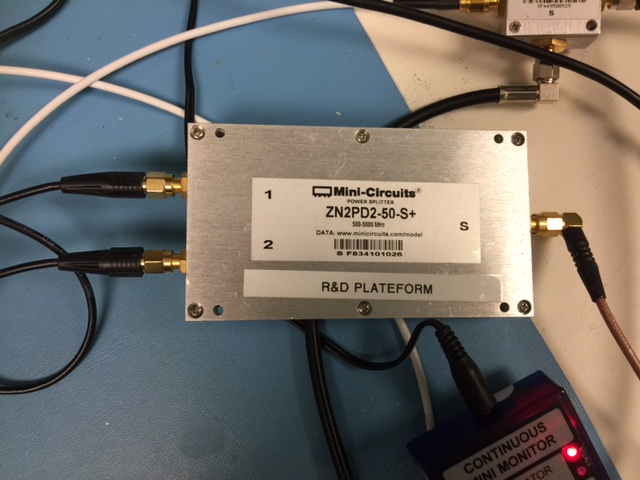 S
1
Mini-Circuits®
POWER SPLITTER
ZN2PD2-50-S+
500-5000 MHz
S
DATA: www.minicircuits.com/model
2
S F834101026
R&D PLATEFORM
CONTINUOUS
MINI MONITOR